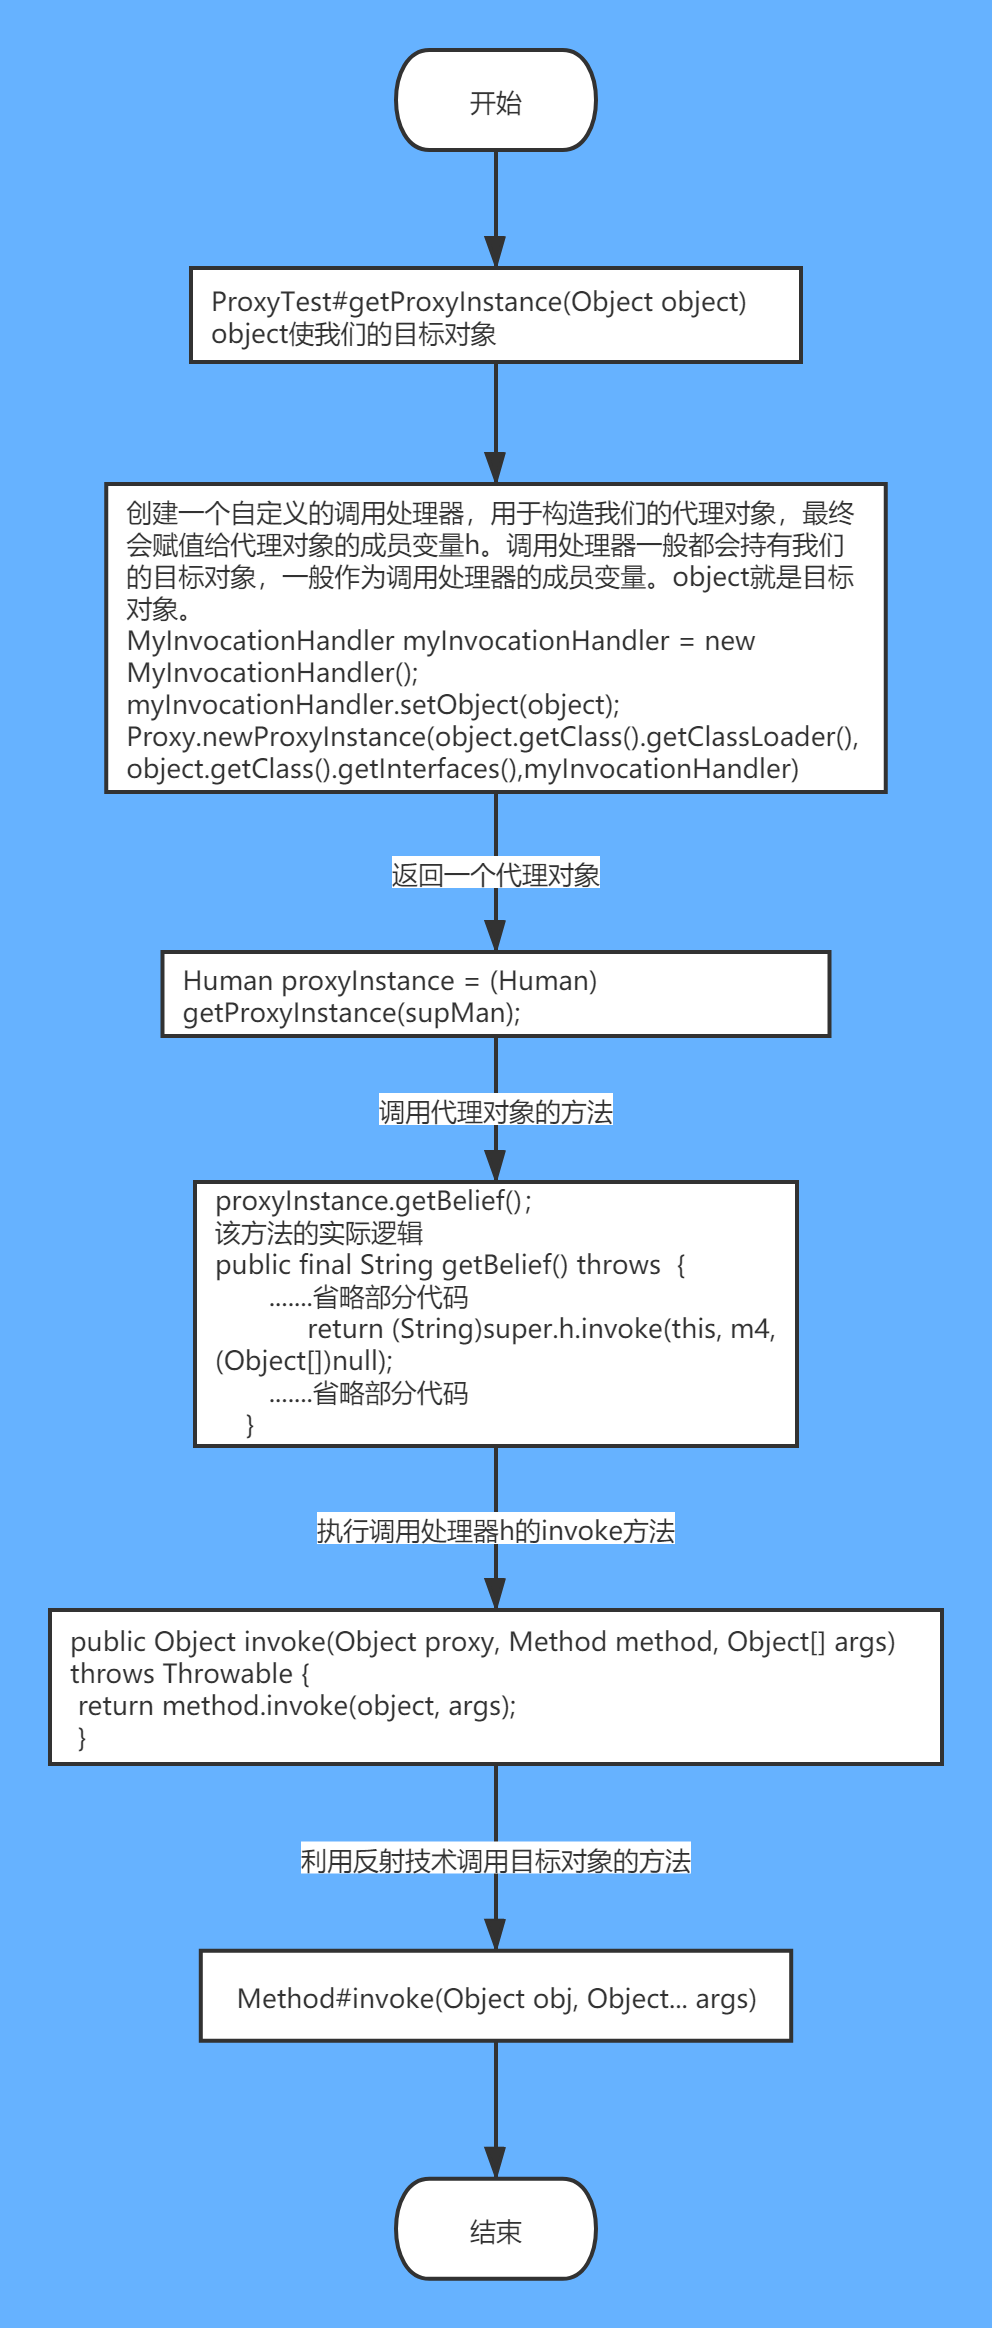 开始
ProxyTest#getProxyInstance(Object object)
object使我们的目标对象
创建一个自定义的调用处理器，用于构造我们的代理对象，最终
会赋值给代理对象的成员变量h。调用处理器一般都会持有我们
的目标对象，一般作为调用处理器的成员变量。object就是目标
对象。
MyInvocationHandler myInvocationHandler = new
MyInvocationHandler();
myInvocationHandler.setObject(object);
Proxy.newProxyInstance(object.getClass().getClassLoader(),
object.getClass().getInterfaces(),myInvocationHandler)
返回一个代理对象
Human proxyInstance = (Human)
getProxyInstance(supMan);
调用代理对象的方法
proxyInstance.getBelief();
该方法的实际逻辑
public final String getBelief() throws  {
.......省略部分代码
return (String)super.h.invoke(this, m4,
(Object[])null);
.......省略部分代码
}
执行调用处理器h的invoke方法
public Object invoke(Object proxy, Method method, Object[] args)
throws Throwable {
return method.invoke(object, args);
}
利用反射技术调用目标对象的方法
Method#invoke(Object obj, Object... args)
结束